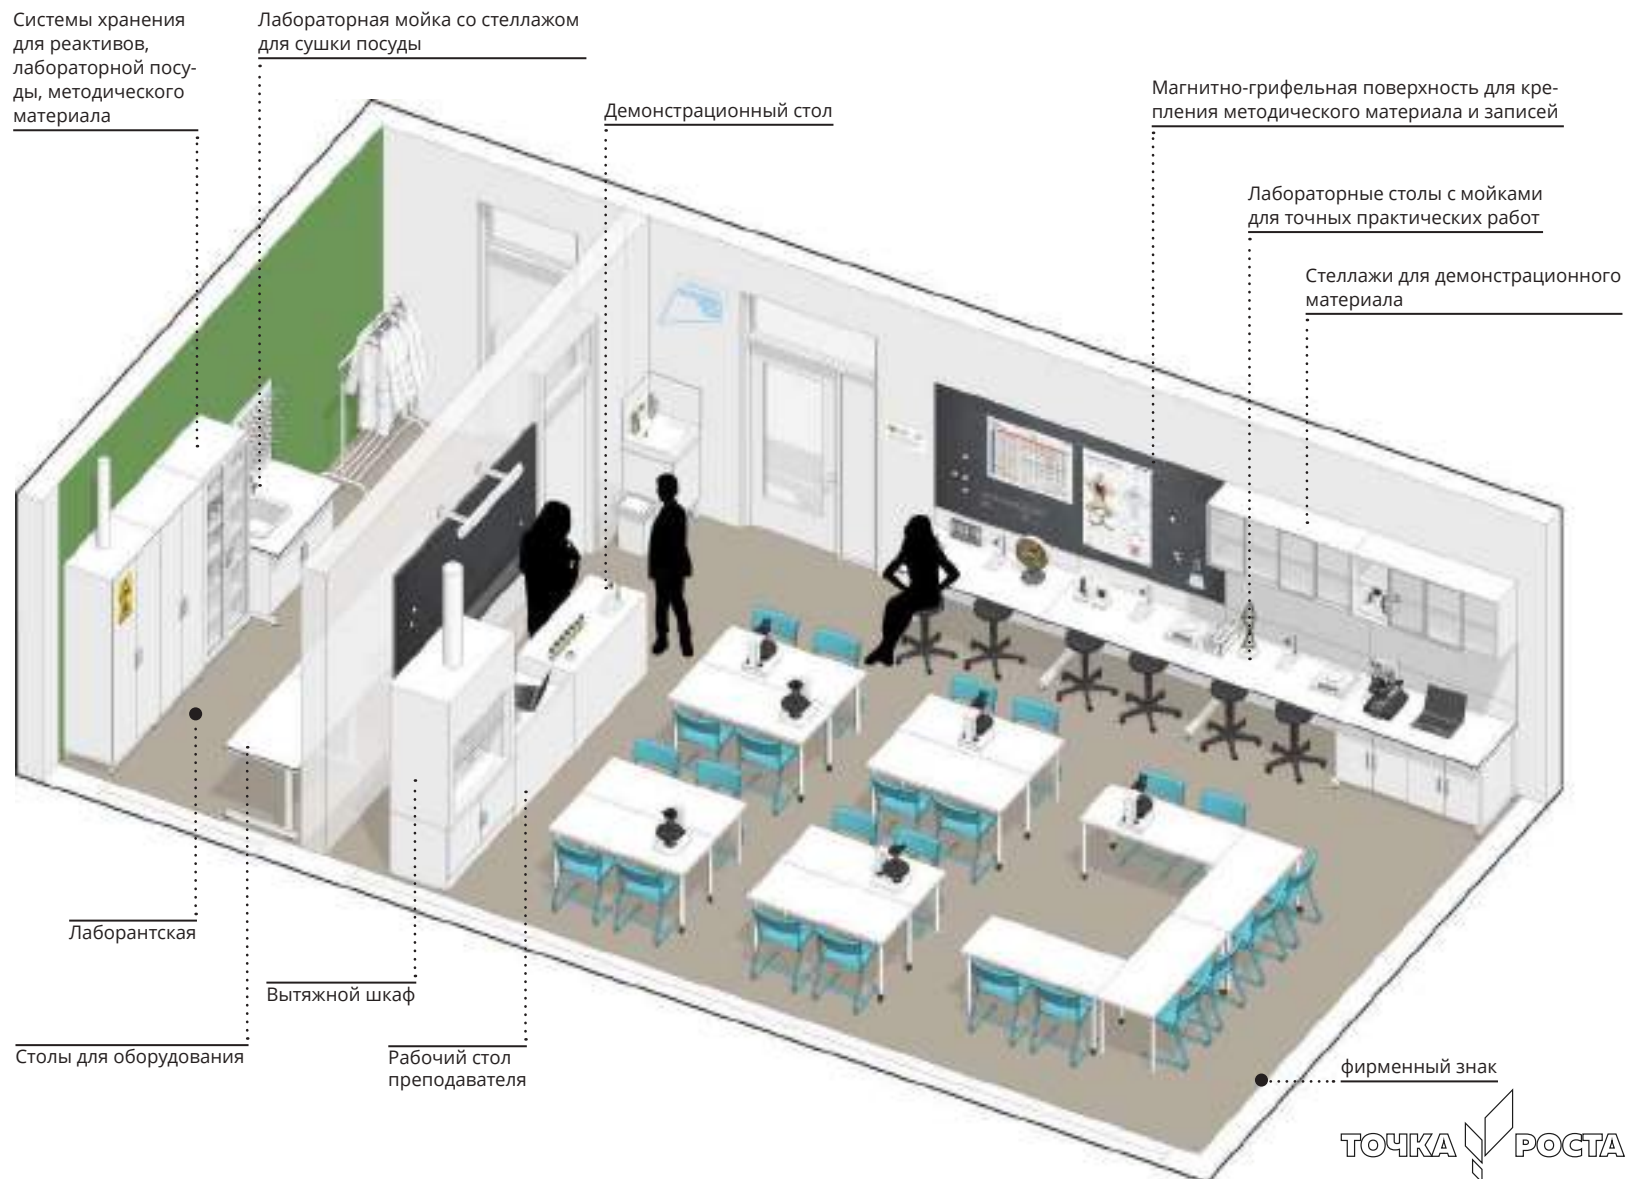 Системы хранения
для реактивов,
лабораторной посу-
ды, методического
материала
Лабораторная мойка со стеллажом
для сушки посуды
Демонстрационный стол
Магнитно-грифельная поверхность для кре-
пления методического материала и записей
Лабораторные столы с мойками
для точных практических работ
Стеллажи для демонстрационного
материала
Лаборантская
Вытяжной шкаф
Столы для оборудования
Рабочий стол
преподавателя
фирменный знак
ТОЧКА РОСТА